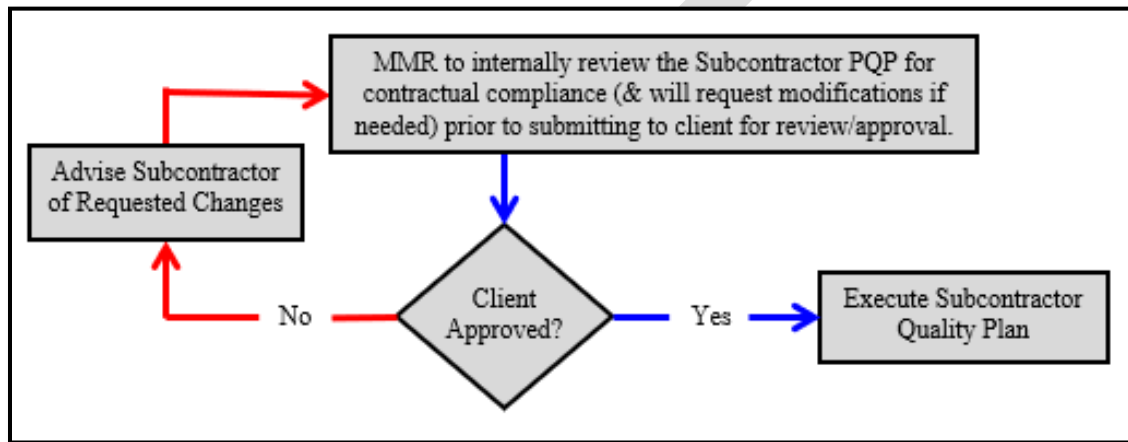 MMR to internally review the Subcontractor PQP for
contractual compliance (& will request modifications if
needed) prior to submitting to client for review/approval.
Advise Subcontractor
of Requested Changes
Client
Approved?
No
Yes
Execute Subcontractor
Quality Plan